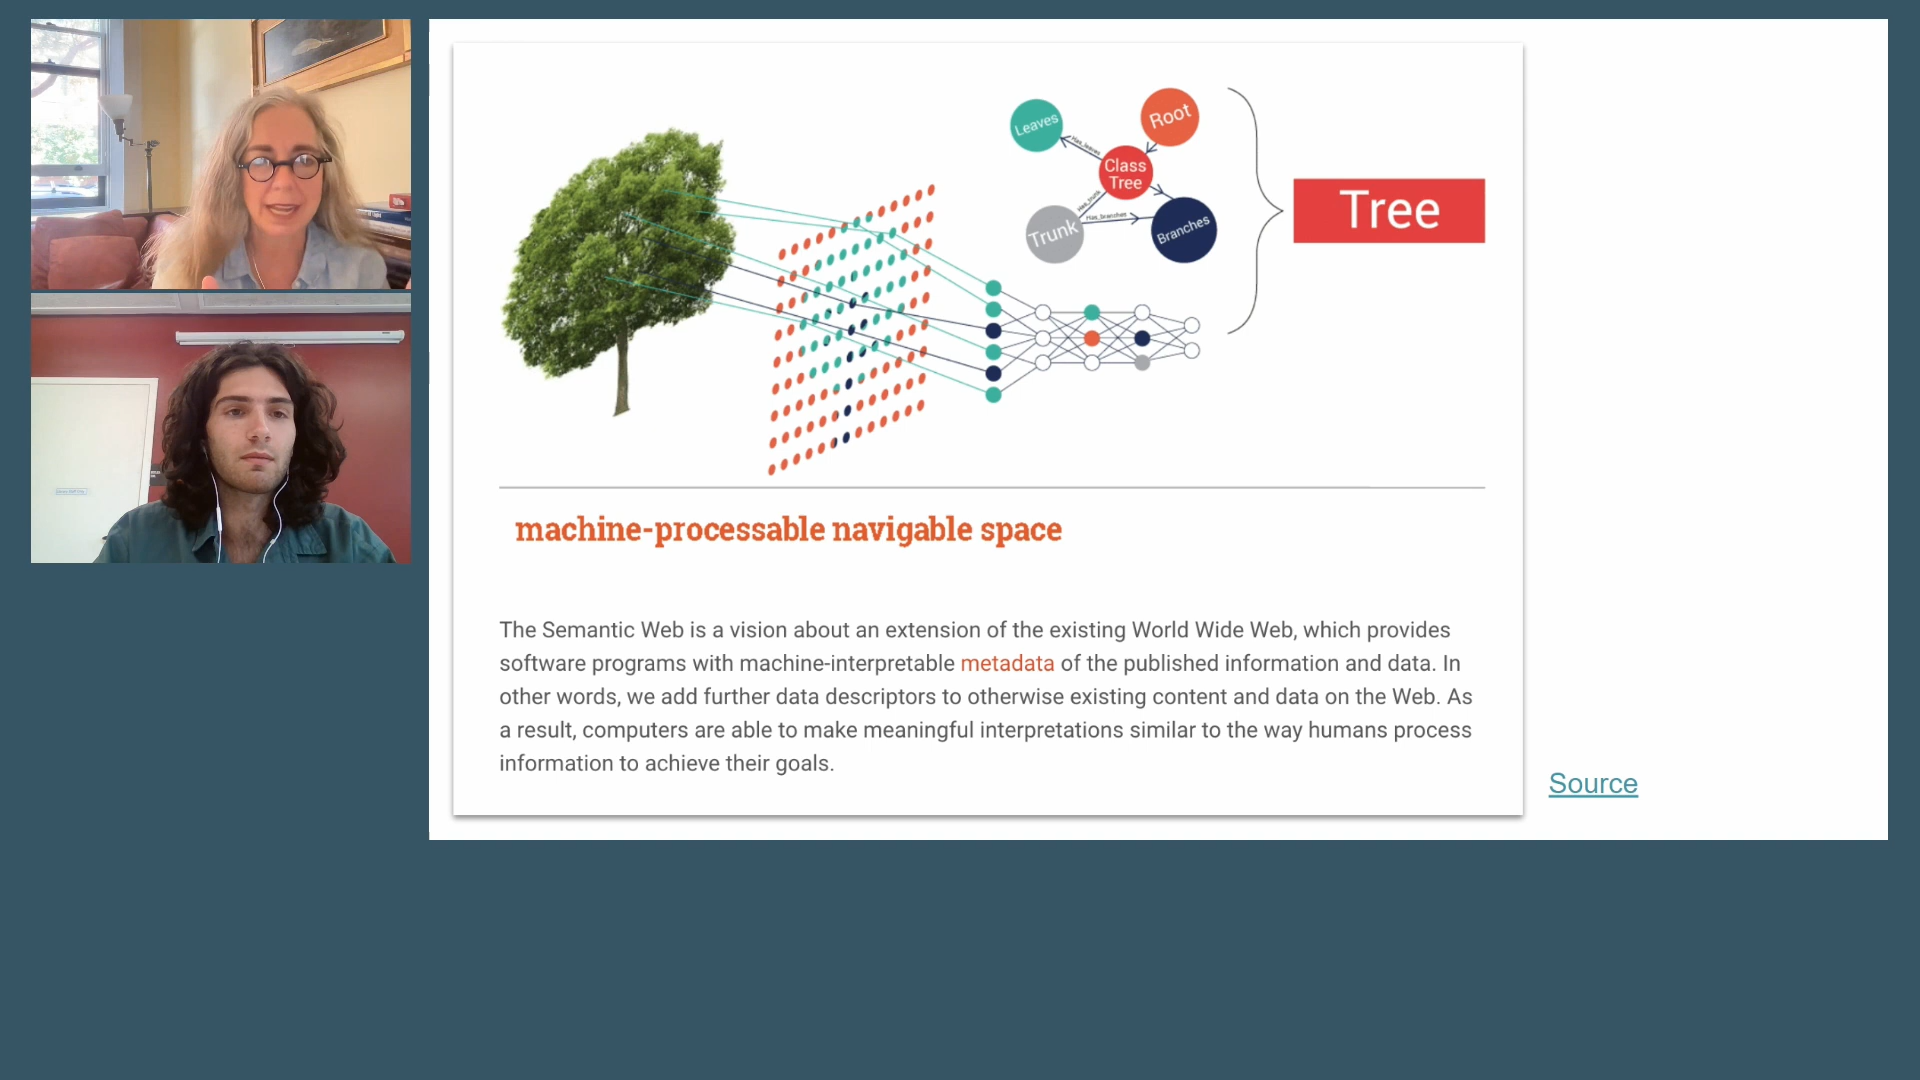 Leaves
Root
Has_leaves
Class
Tree
Has_trunk
Trunk
Has_branches
Branches
Tree
machine-processable navigable space
The Semantic Web is a vision about an extension of the existing World Wide Web, which provides
software programs with machine-interpretable metadata of the published information and data. In
other words, we add further data descriptors to otherwise existing content and data on the Web. As
a result, computers are able to make meaningful interpretations similar to the way humans process
information to achieve their goals.
Source